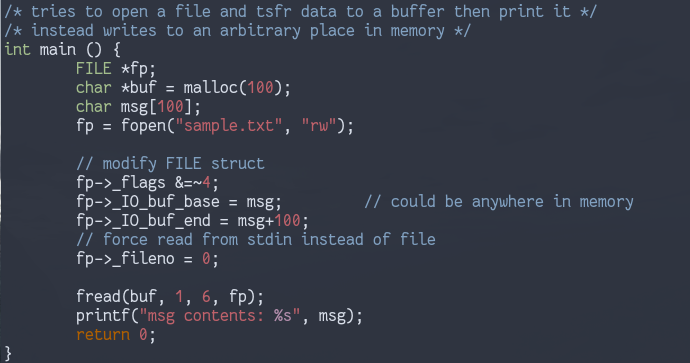 /* tries to open a file and tsfr data to a buffer then print it */
/* instead writes to an arbitrary place in memory */
int main () {
        FILE *fp;
        char *buf = malloc(100);
        char msg[100];
        fp = fopen("sample.txt", "rw");

        // modify FILE struct
        fp->_flags &=~4;
        fp->_IO_buf_base = msg;         // could be anywhere in memory
        fp->_IO_buf_end = msg+100;
        // force read from stdin instead of file
        fp->_fileno = 0;

        fread(buf, 1, 6, fp);
        printf("msg contents: %s", msg);
        return 0;
}